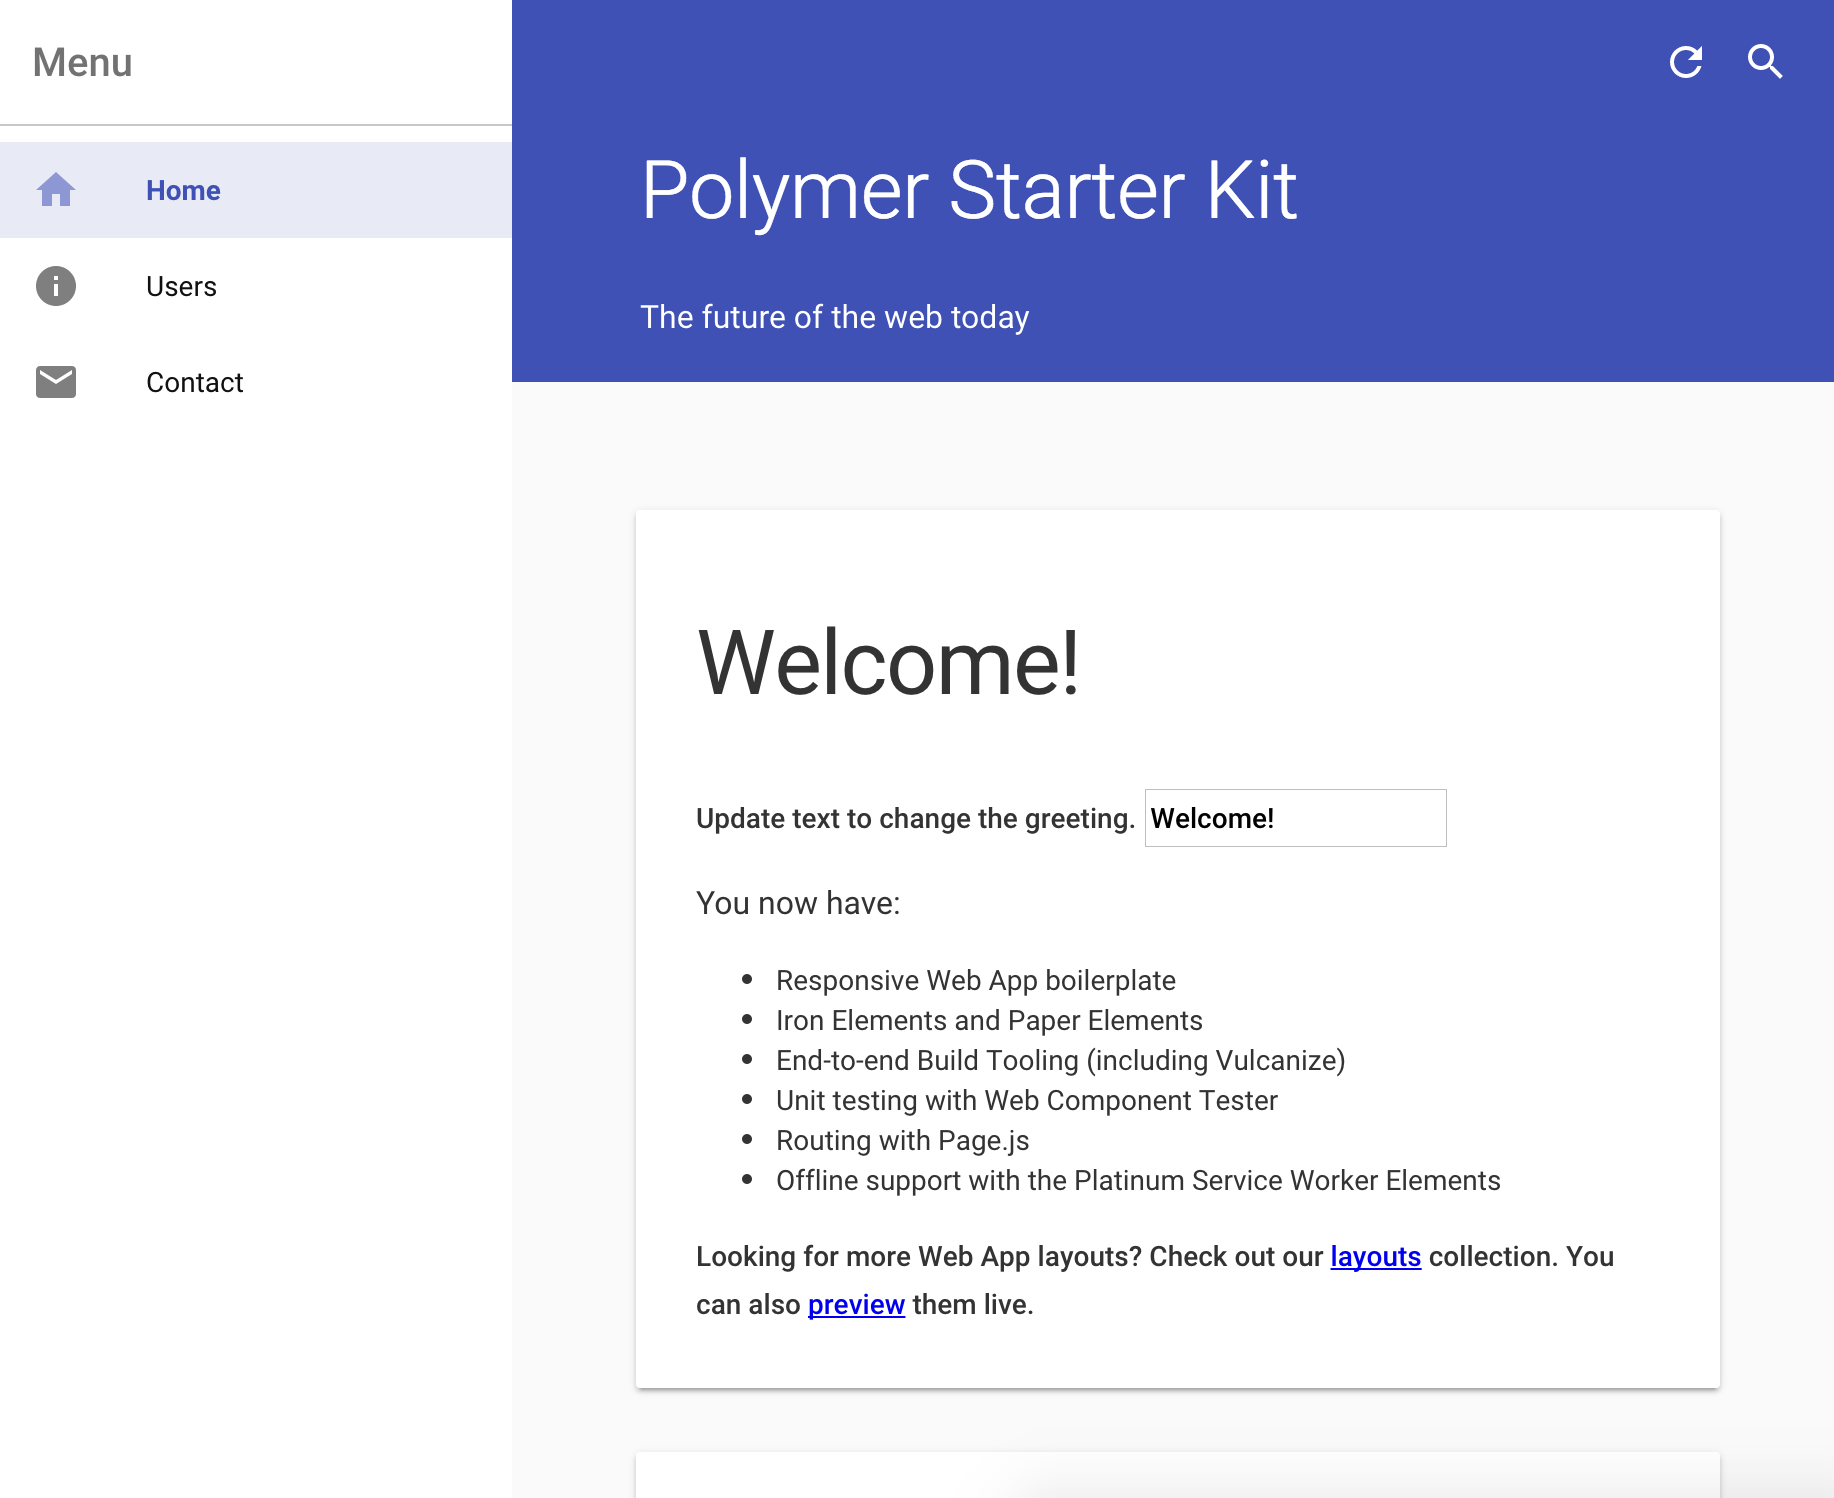 Menu
Home
Users
Contact
Polymer Starter Kit
The future of the web today
Welcome!
Update text to change the greeting. Welcome!
You now have:
Responsive Web App boilerplate
Iron Elements and Paper Elements
End-to-end Build Tooling (including Vulcanize)
Unit testing with Web Component Tester
Routing with Page.js
Offline support with the Platinum Service Worker Elements
Looking for more Web App layouts? Check out our layouts collection. You
can also preview them live.